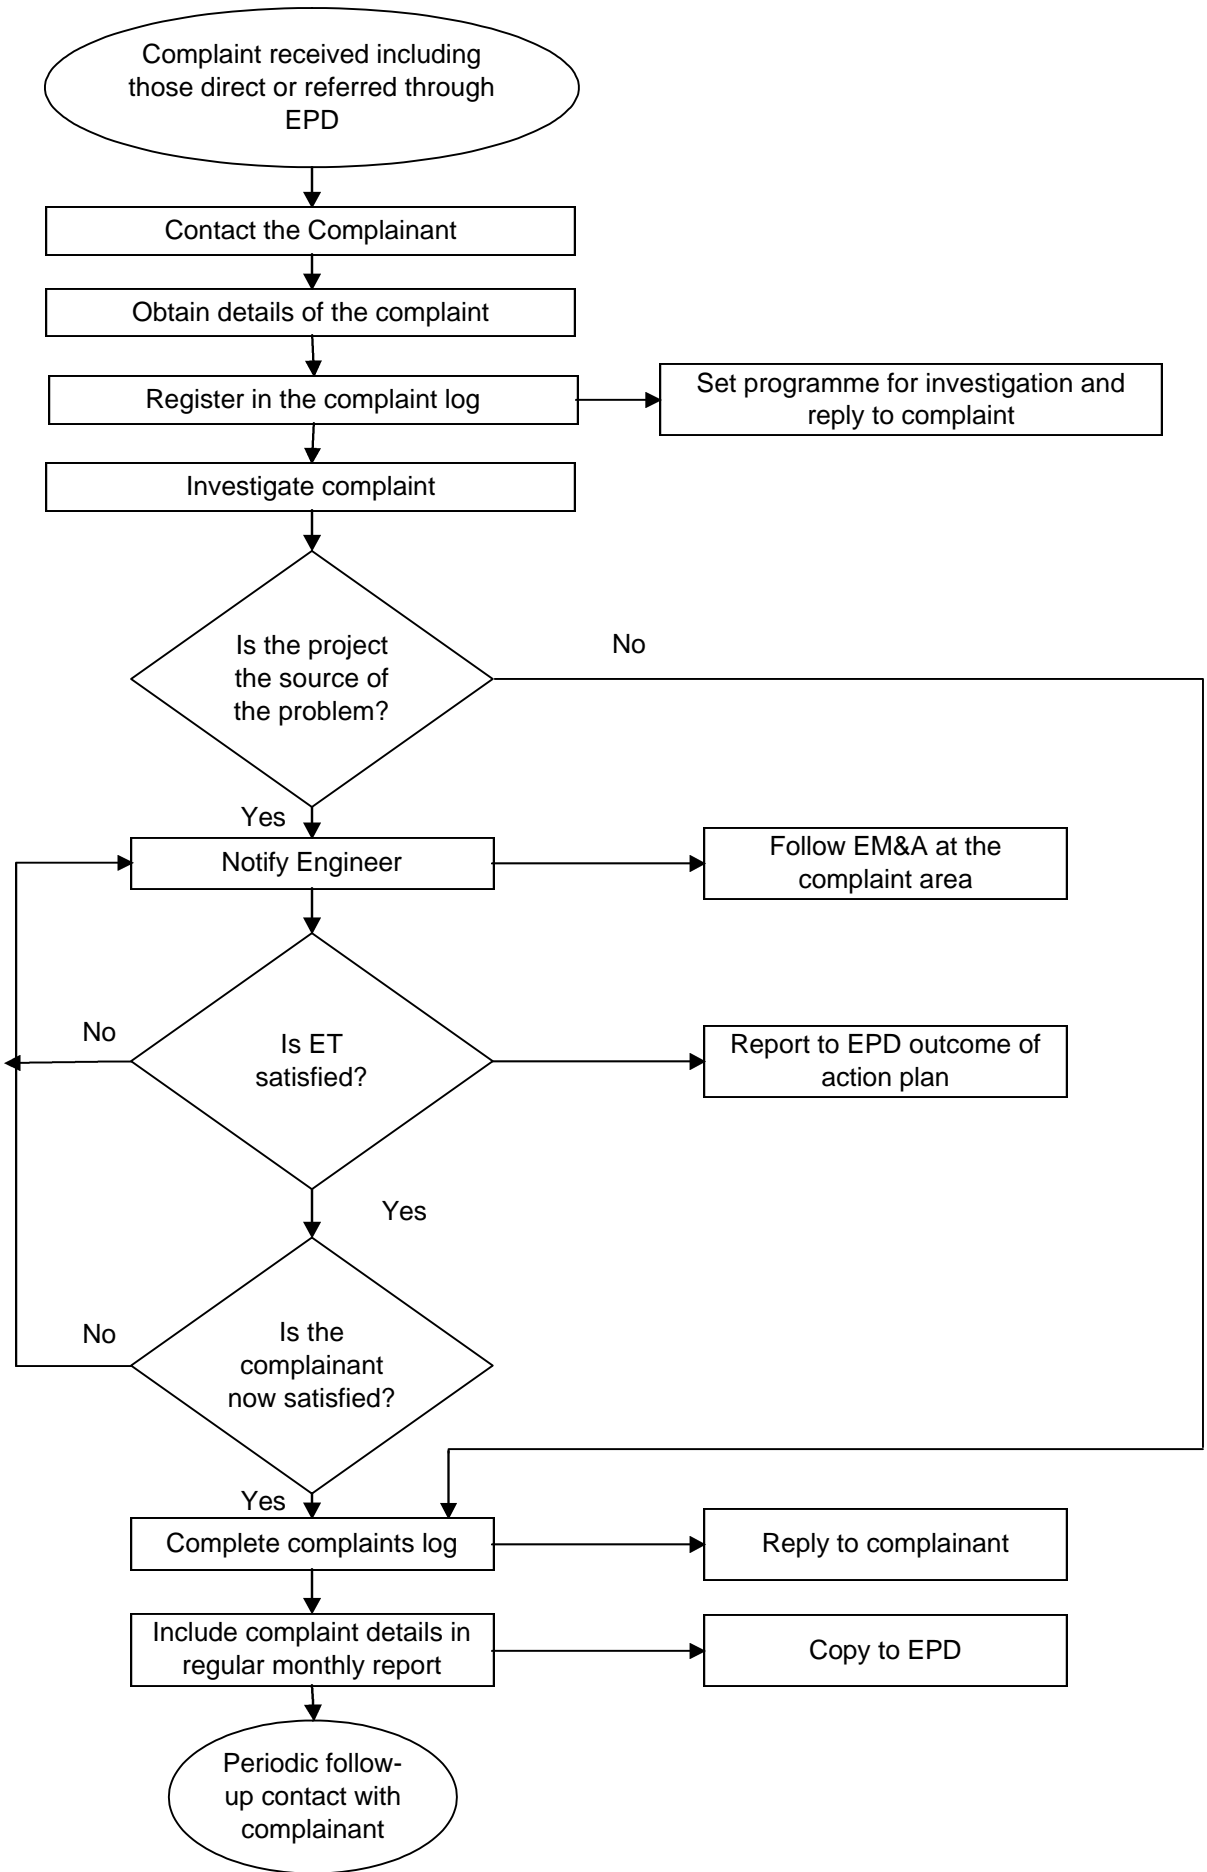 Complaint received including
those direct or referred through
EPD
Contact the Complainant
Obtain details of the complaint
Register in the complaint log
Set programme for investigation and
reply to complaint
Investigate complaint
Is the project
the source of
the problem?
No
Yes
Notify Engineer
Follow EM&A at the
complaint area
No
Is ET
satisfied?
Report to EPD outcome of
action plan
Yes
No
Is the
complainant
now satisfied?
Yes
Complete complaints log
Reply to complainant
Include complaint details in
regular monthly report
Copy to EPD
Periodic follow-
up contact with
complainant